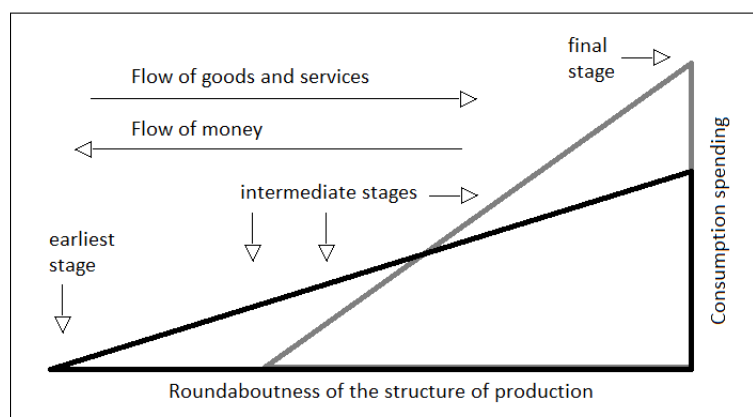 final
stage
Flow of goods and services
Flow of money
intermediate stages
earliest
stage
Consumption spending
Roundaboutness of the structure of production